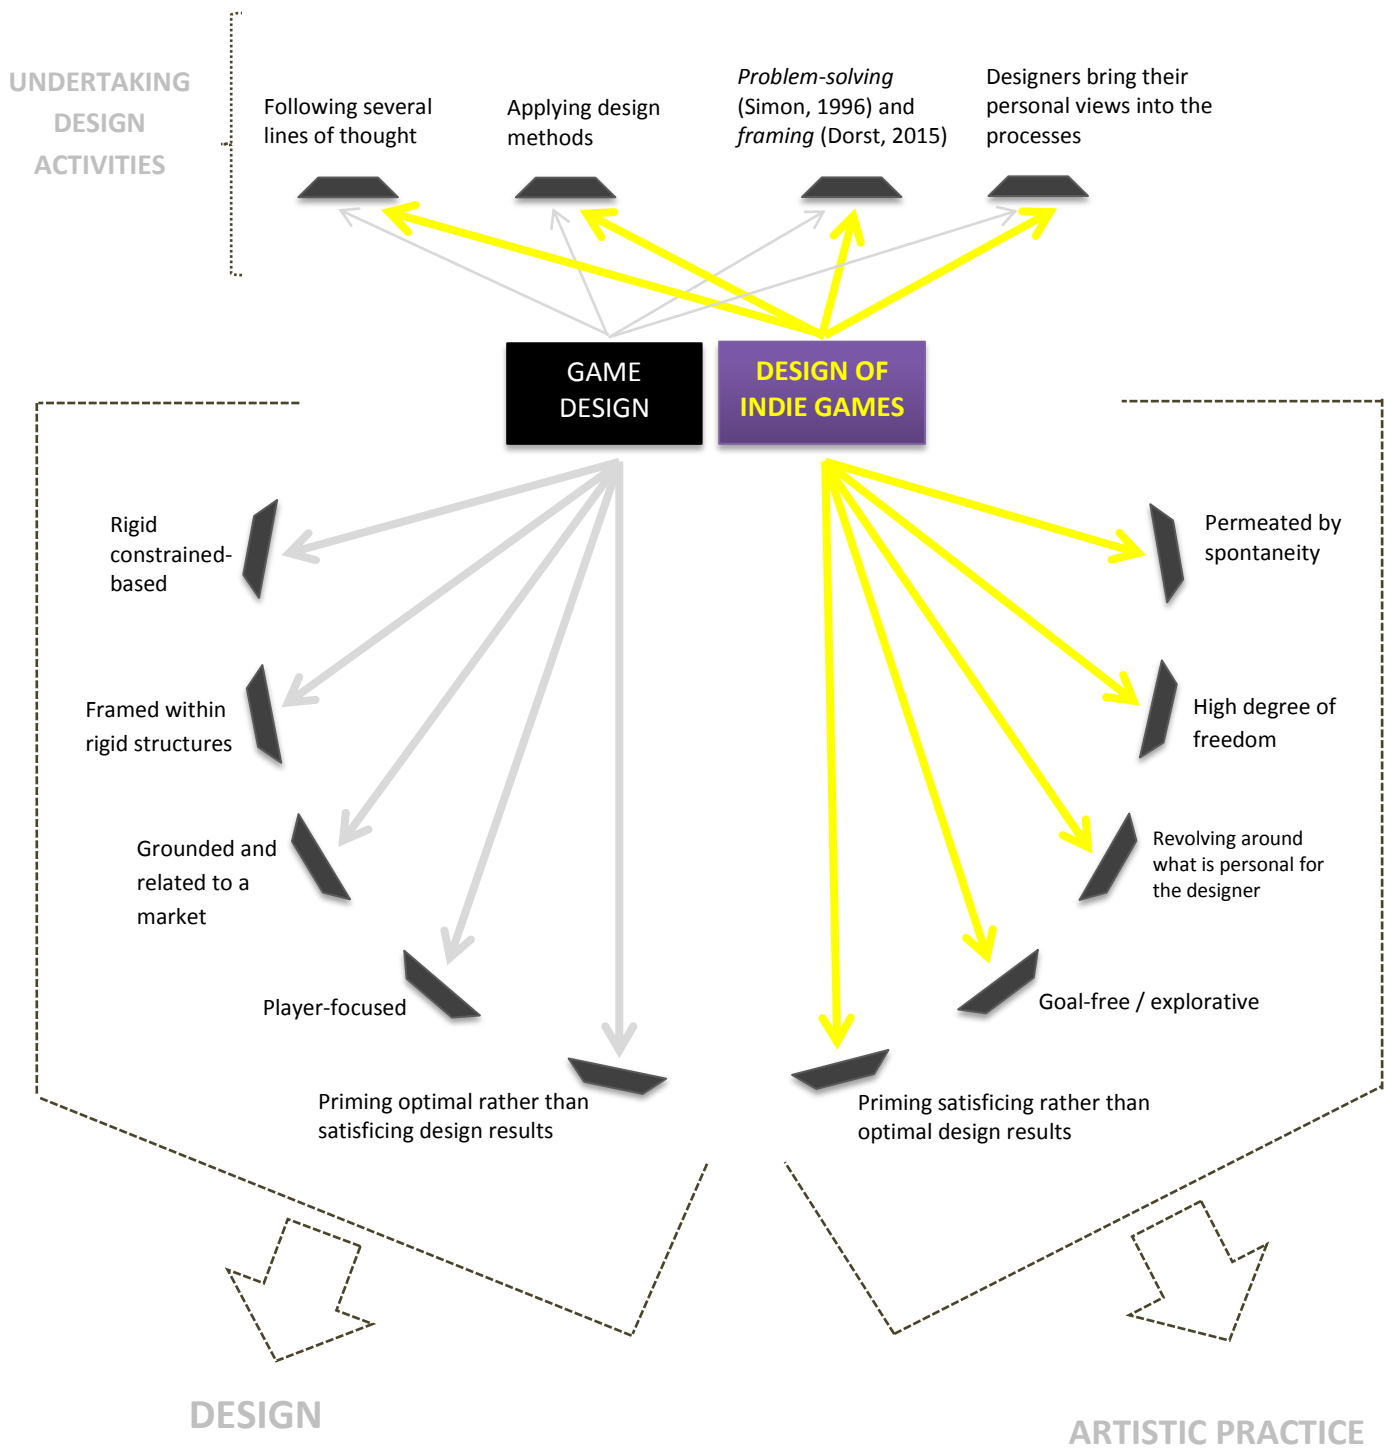 UNDERTAKING
DESIGN
ACTIVITIES
Following several
lines of thought
Applying design
methods
Problem-solving
(Simon, 1996) and
framing (Dorst, 2015)
Designers bring their
personal views into the
processes
GAME
DESIGN
DESIGN OF
INDIE GAMES
Rigid
constrained-
based
Framed within
rigid structures
Grounded and
related to a
market
Player-focused
Priming optimal rather than
satisficing design results
Permeated by
spontaneity
High degree of
freedom
Revolving around
what is personal for
the designer
Goal-free / explorative
Priming satisficing rather than
optimal design results
DESIGN
ARTISTIC PRACTICE